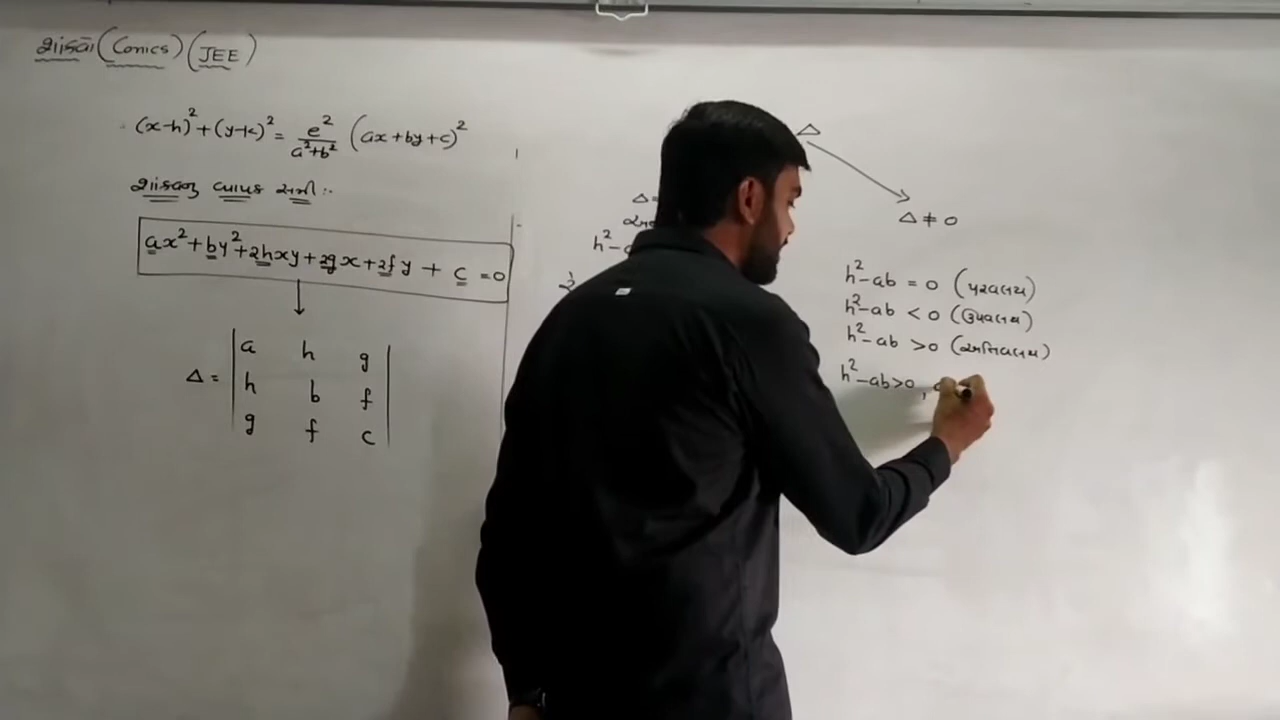 શાંકવો (Conics) (JEE)
(x-h)² + (y-k)² = e²/(a²+b²) (ax+by+c)²
શાંકવનું વ્યાપક સમી :-
ax² + by² + 2hxy + 2gx + 2fy + c = 0
Δ = | a h g |
| h b f |
| g f c |
Δ
Δ=
h²-
Δ ≠ 0
h²-ab = 0 (પરવલય)
h²-ab < 0 (ઉપવલય)
h²-ab >0 (અતિવલય)
h²-ab>0,